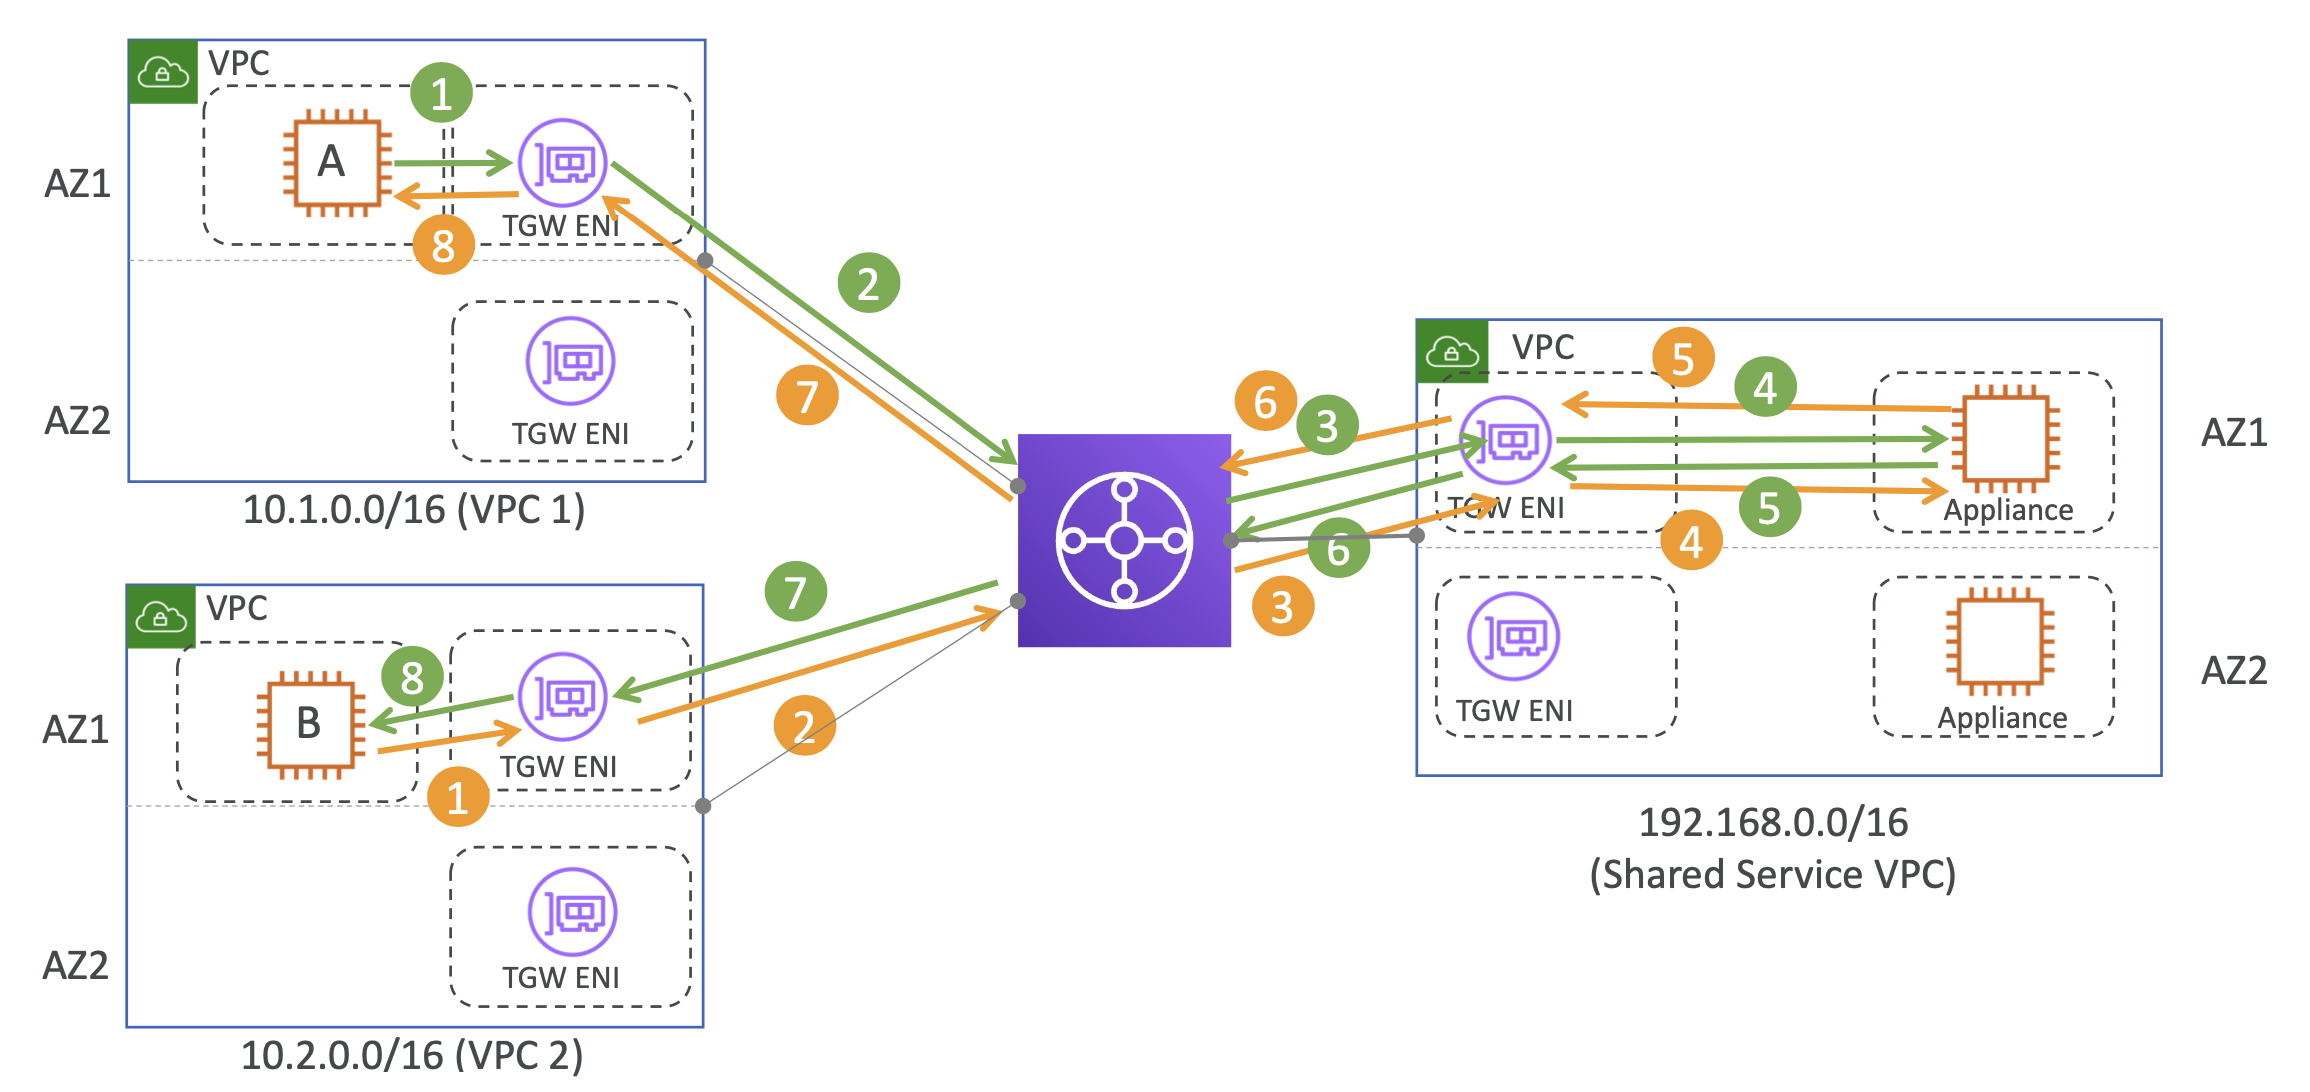 VPC
1
A
AZ1
TGW ENI
8
2
7
AZ2
TGW ENI
10.1.0.0/16 (VPC 1)
VPC
7
8
B
AZ1
TGW ENI
2
1
AZ2
TGW ENI
10.2.0.0/16 (VPC 2)
6
3
6
3
VPC
5
4
AZ1
TGW ENI
5
Appliance
4
AZ2
TGW ENI
Appliance
192.168.0.0/16
(Shared Service VPC)